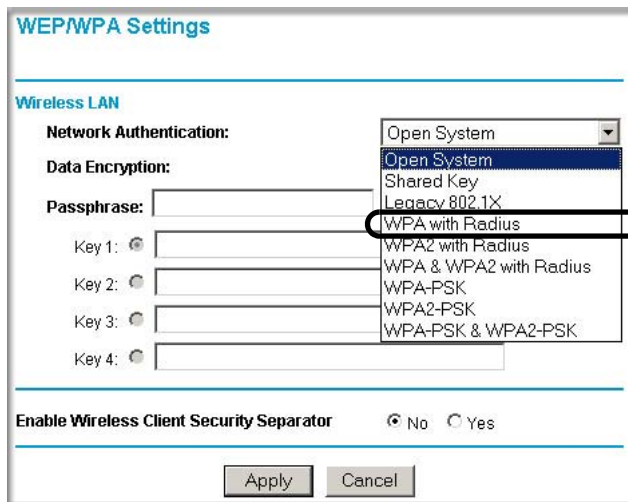 WEP/WPA Settings
Wireless LAN
Network Authentication: Open System
Open System
Data Encryption:
Shared Key
Legacy 802.1X
Passphrase:
WPA with Radius
Key 1:
WPA2 with Radius
WPA & WPA2 with Radius
Key 2:
WPA-PSK
WPA2-PSK
Key 3:
WPA-PSK & WPA2-PSK
Key 4:
Enable Wireless Client Security Separator No Yes
Apply Cancel